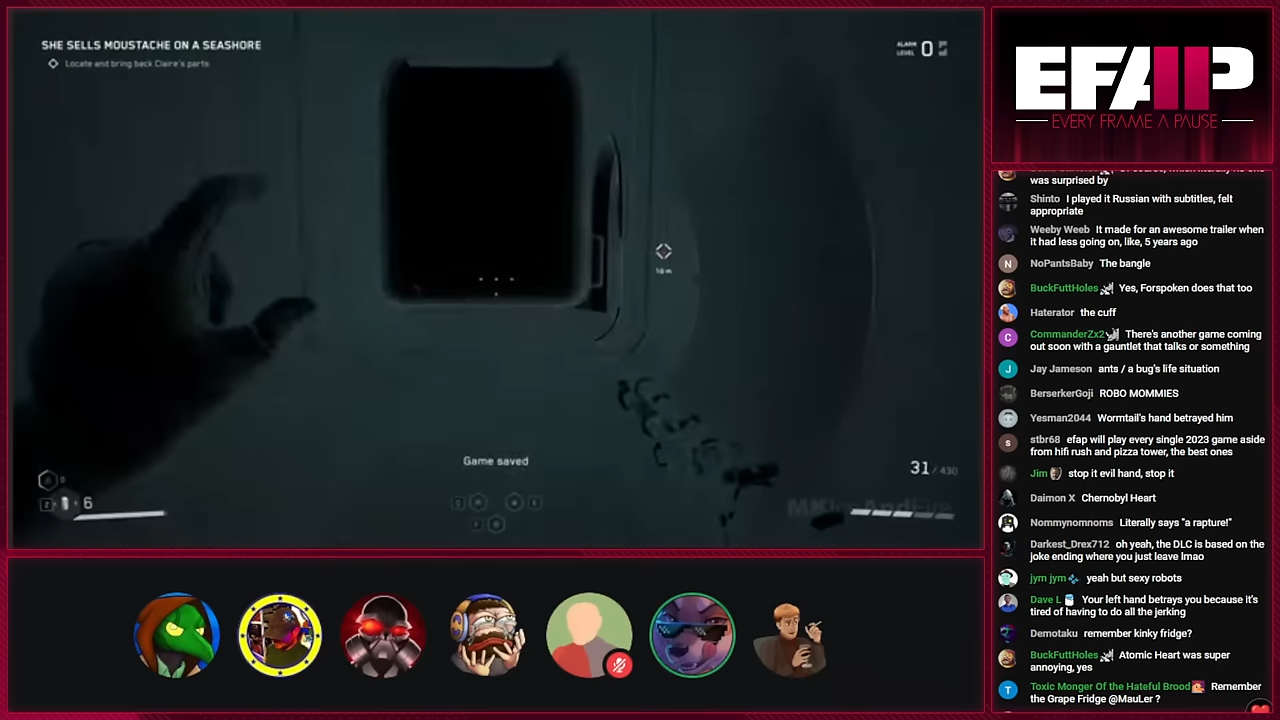 SHE SELLS MOUSTACHE ON A SEASHORE
Locate and bring back Claire's parts
ALARM LEVEL 0
10 m
Game saved
31 / 430
6
EFAP
EVERY FRAME A PAUSE
was surprised by
Shinto I played it Russian with subtitles, felt
appropriate
Weeby Weeb It made for an awesome trailer when
it had less going on, like, 5 years ago
NoPantsBaby The bangle
BuckFuttHoles Yes, Forspoken does that too
Haterator the cuff
CommanderZx2 There's another game coming
out soon with a gauntlet that talks or something
Jay Jameson ants / a bug's life situation
BerserkerGoji ROBO MOMMIES
Yesman2044 Wormtail's hand betrayed him
stbr68 efap will play every single 2023 game aside
from hifi rush and pizza tower, the best ones
Jim stop it evil hand, stop it
Daimon X Chernobyl Heart
Nommynomnoms Literally says "a rapture!"
Darkest_Drex712 oh yeah, the DLC is based on the
joke ending where you just leave lmao
jym jym yeah but sexy robots
Dave L Your left hand betrays you because it's
tired of having to do all the jerking
Demotaku remember kinky fridge?
BuckFuttHoles Atomic Heart was super
annoying, yes
Toxic Monger Of the Hateful Brood Remember
the Grape Fridge @MauLer ?